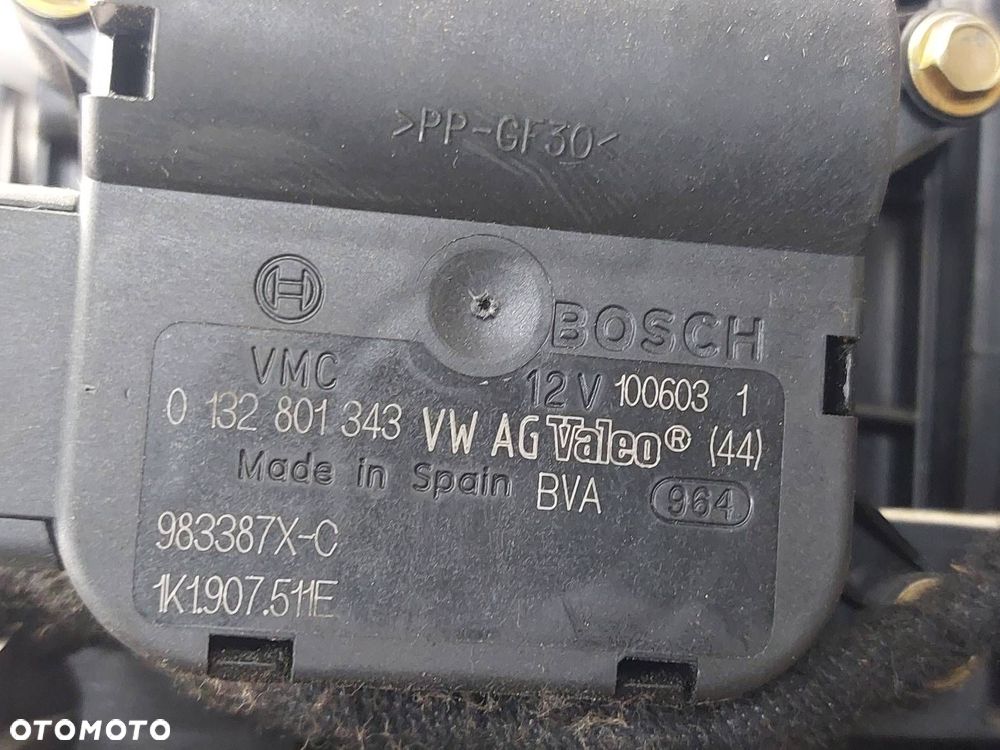 >PP-GF30<
BOSCH
VMC 12V 100603 1
0 132 801 343 VW AG Valeo® (44)
Made in Spain BVA 964
983387X-C
1K1.907.511E
OTOMOTO